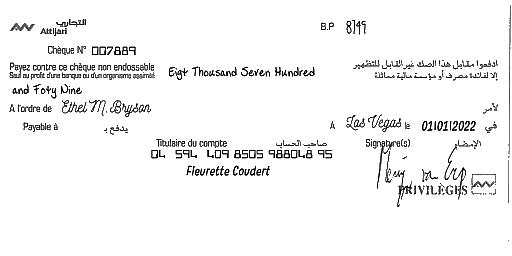 التجاري
Attijari
B.P 8749
Chèque N° 007889
Payez contre ce chèque non endossable
Sauf au profit d'une banque ou d'un organisme assimilé
Eigt Thousand Seven Hundred
ادفعوا مقابل هذا الصك غير القابل للتظهير
إلا لفائدة مصرف أو مؤسسة مالية مماثلة
and Foty Nine
A l'ordre de Ethel M. Bryson
لأمر
Payable à
يدفع بـ
A Las Vegas le 01/01/2022 في
Titulaire du compte صاحب الحساب
Signature(s) الإمضاء
04 594 409 8505 988048 95
Fleurette Coudert
PRIVILÈGES